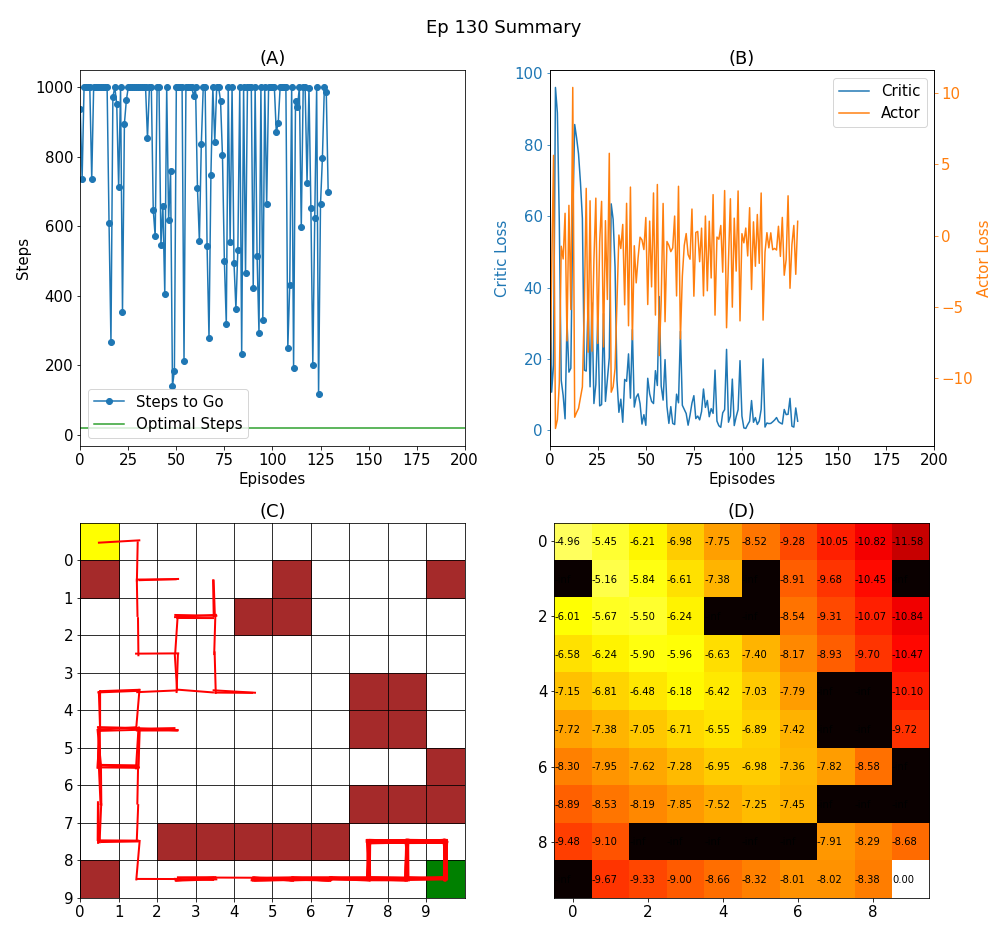 Ep 130 Summary
(A)
1000
800
600
400
200
0
Steps
Steps to Go
Optimal Steps
0 25 50 75 100 125 150 175 200
Episodes
(B)
100
80
60
40
20
0
Critic Loss
Critic
Actor
10
5
0
−5
−10
Actor Loss
0 25 50 75 100 125 150 175 200
Episodes
(C)
0
1
2
3
4
5
6
7
8
9
0 1 2 3 4 5 6 7 8 9
(D)
0 -4.96 -5.45 -6.21 -6.98 -7.75 -8.52 -9.28 -10.05 -10.82 -11.58
-5.16 -5.84 -6.61 -7.38 -8.91 -9.68 -10.45
2 -6.01 -5.67 -5.50 -6.24 -8.54 -9.31 -10.07 -10.84
-6.58 -6.24 -5.90 -5.96 -6.63 -7.40 -8.17 -8.93 -9.70 -10.47
4 -7.15 -6.81 -6.48 -6.18 -6.42 -7.03 -7.79 -10.10
-7.72 -7.38 -7.05 -6.71 -6.55 -6.89 -7.42 -9.72
6 -8.30 -7.95 -7.62 -7.28 -6.95 -6.98 -7.36 -7.82 -8.58
-8.89 -8.53 -8.19 -7.85 -7.52 -7.25 -7.45
8 -9.48 -9.10 -7.91 -8.29 -8.68
-9.67 -9.33 -9.00 -8.66 -8.32 -8.01 -8.02 -8.38 0.00
0 2 4 6 8